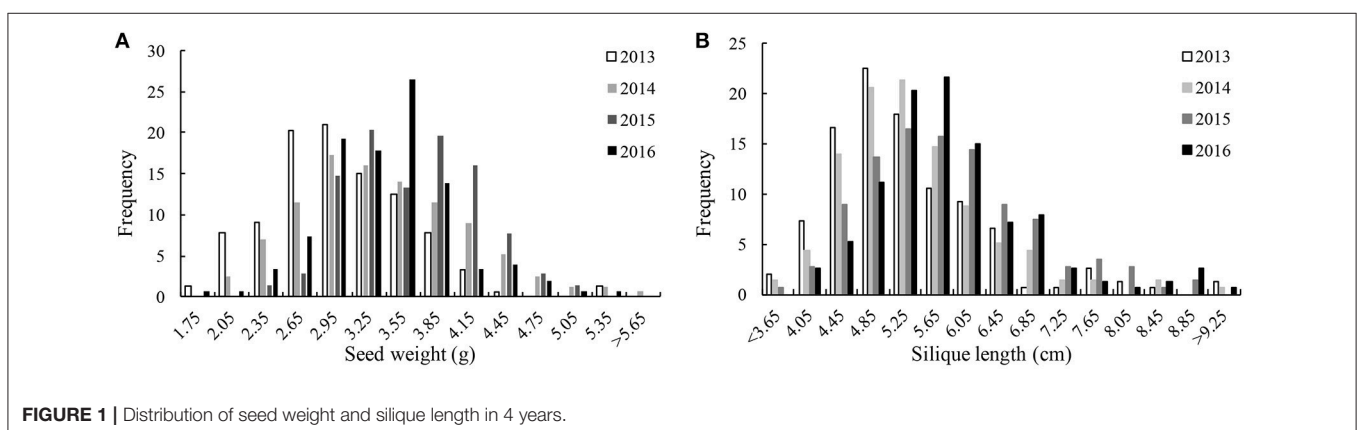 A
30
25
20
15
10
5
0
Frequency
2013
2014
2015
2016
1.75 2.05 2.35 2.65 2.95 3.25 3.55 3.85 4.15 4.45 4.75 5.05 5.35 >5.65
Seed weight (g)
B
25
20
15
10
5
0
Frequency
2013
2014
2015
2016
<3.65 4.05 4.45 4.85 5.25 5.65 6.05 6.45 6.85 7.25 7.65 8.05 8.45 8.85 >9.25
Silique length (cm)
FIGURE 1 | Distribution of seed weight and silique length in 4 years.